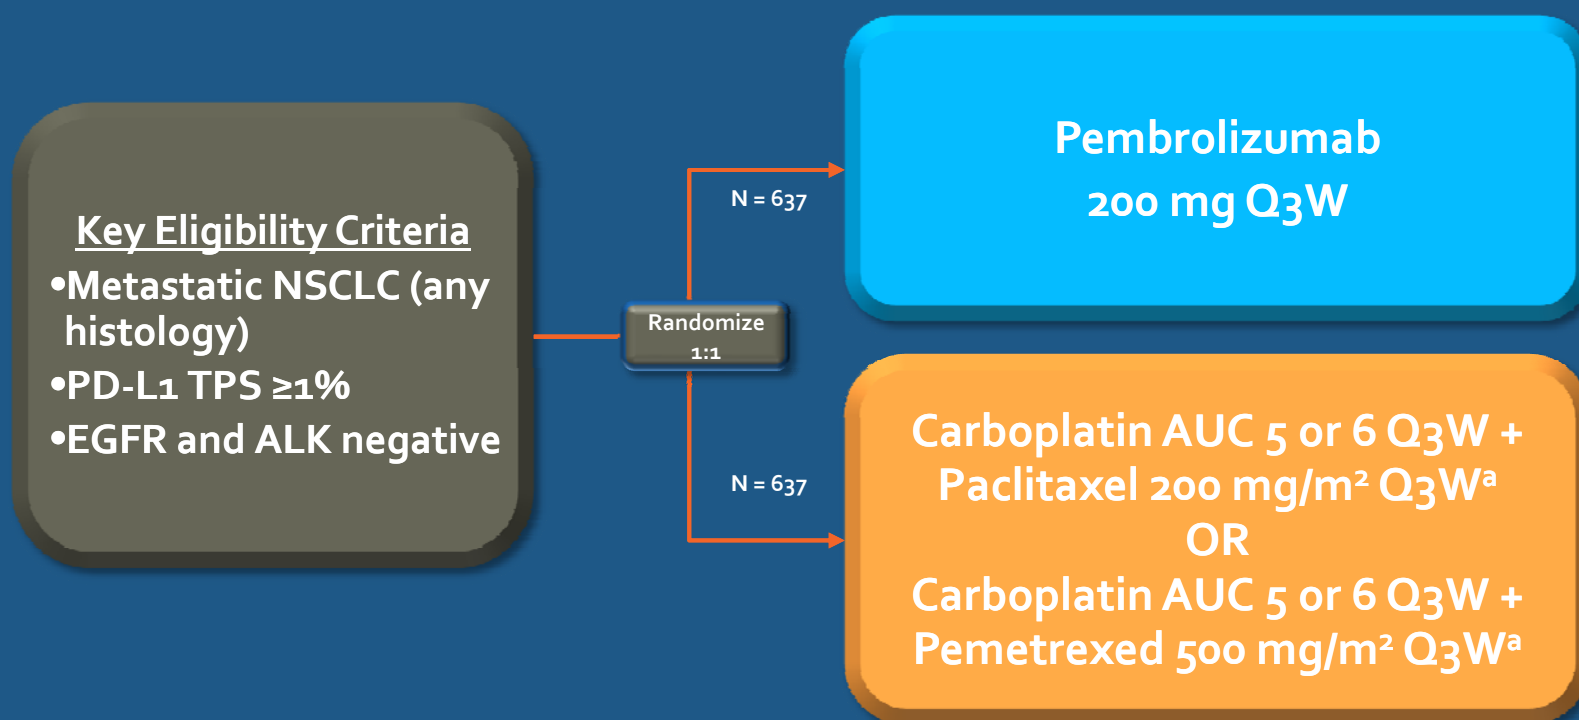 Key Eligibility Criteria
•Metastatic NSCLC (any
histology)
•PD-L1 TPS ≥1%
•EGFR and ALK negative
Randomize
1:1
N = 637
Pembrolizumab
200 mg Q3W
N = 637
Carboplatin AUC 5 or 6 Q3W +
Paclitaxel 200 mg/m² Q3Wᵃ
OR
Carboplatin AUC 5 or 6 Q3W +
Pemetrexed 500 mg/m² Q3Wᵃ